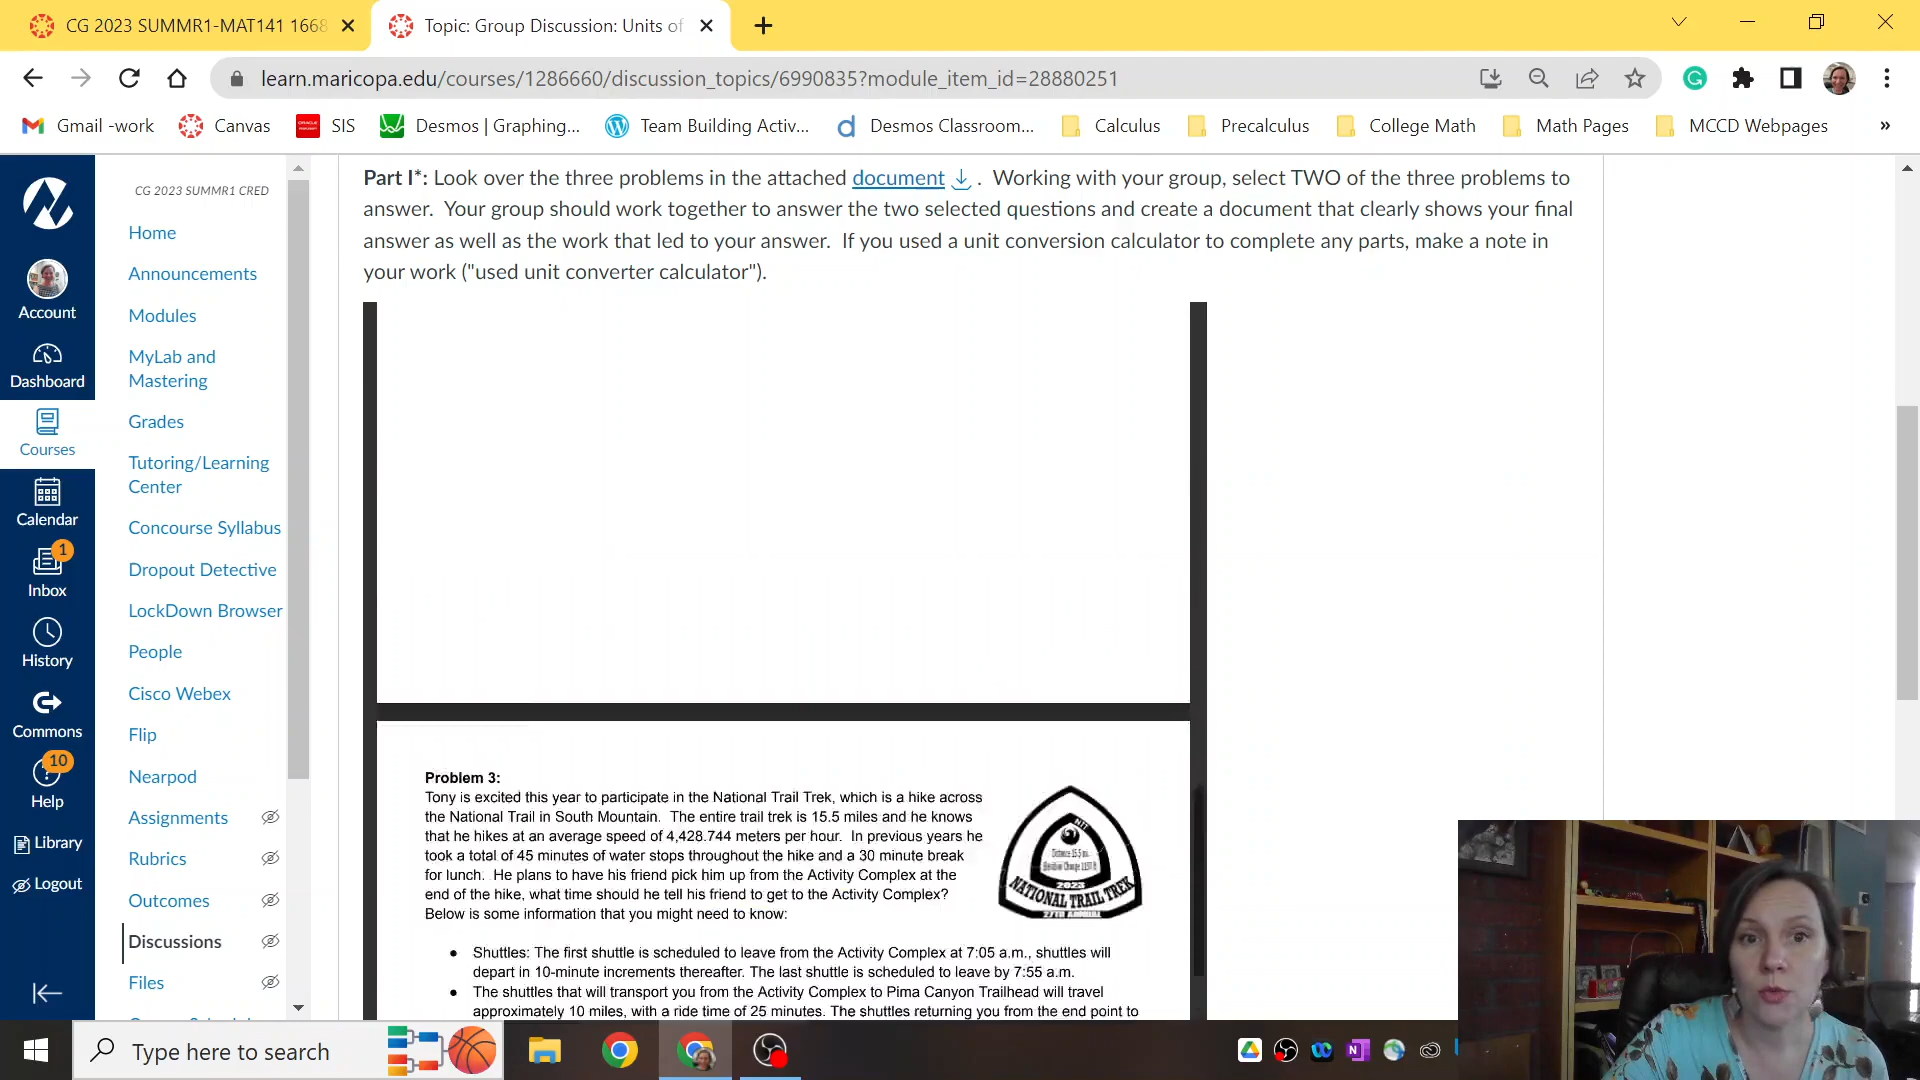 CG 2023 SUMMR1-MAT141 1668
Topic: Group Discussion: Units of
learn.maricopa.edu/courses/1286660/discussion_topics/6990835?module_item_id=28880251
Gmail -work
Canvas
SIS
Desmos | Graphing...
Team Building Activ...
Desmos Classroom...
Calculus
Precalculus
College Math
Math Pages
MCCD Webpages
»
Account
Dashboard
Courses
Calendar
1
Inbox
History
Commons
10
Help
Library
Logout
CG 2023 SUMMR1 CRED
Home
Announcements
Modules
MyLab and
Mastering
Grades
Tutoring/Learning
Center
Concourse Syllabus
Dropout Detective
LockDown Browser
People
Cisco Webex
Flip
Nearpod
Assignments
Rubrics
Outcomes
Discussions
Files
Part I*: Look over the three problems in the attached document . Working with your group, select TWO of the three problems to
answer. Your group should work together to answer the two selected questions and create a document that clearly shows your final
answer as well as the work that led to your answer. If you used a unit conversion calculator to complete any parts, make a note in
your work ("used unit converter calculator").
Problem 3:
Tony is excited this year to participate in the National Trail Trek, which is a hike across
the National Trail in South Mountain. The entire trail trek is 15.5 miles and he knows
that he hikes at an average speed of 4,428.744 meters per hour. In previous years he
took a total of 45 minutes of water stops throughout the hike and a 30 minute break
for lunch. He plans to have his friend pick him up from the Activity Complex at the
end of the hike, what time should he tell his friend to get to the Activity Complex?
Below is some information that you might need to know:
NTT
Distance 15.5 mi.
2023
NATIONAL TRAIL TREK
27TH ANNUAL
• Shuttles: The first shuttle is scheduled to leave from the Activity Complex at 7:05 a.m., shuttles will
depart in 10-minute increments thereafter. The last shuttle is scheduled to leave by 7:55 a.m.
• The shuttles that will transport you from the Activity Complex to Pima Canyon Trailhead will travel
approximately 10 miles, with a ride time of 25 minutes. The shuttles returning you from the end point to
Type here to search